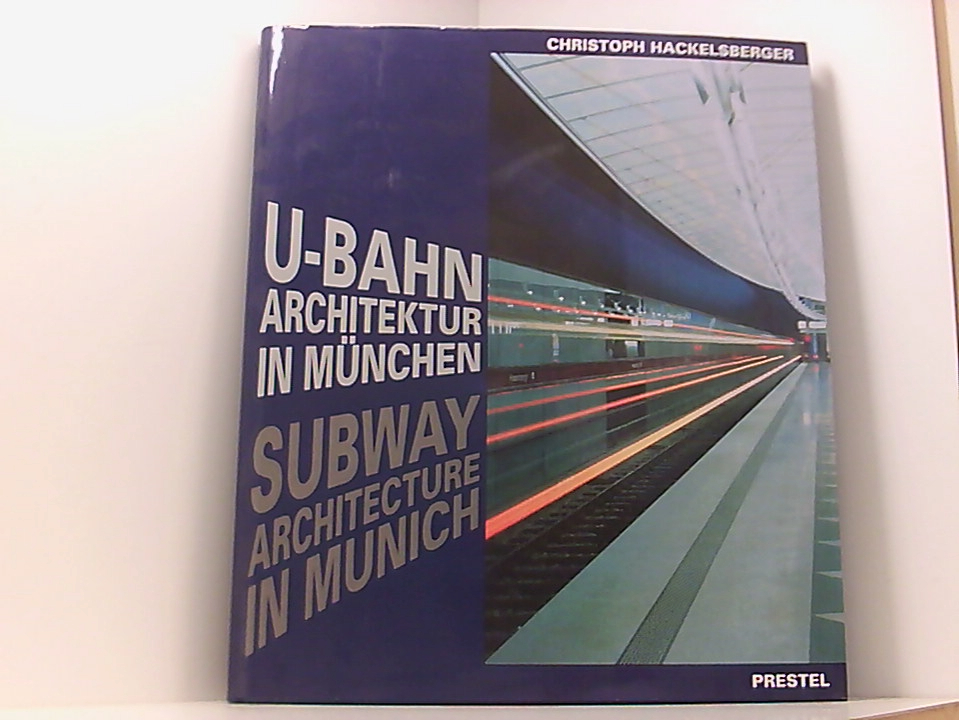 CHRISTOPH HACKELSBERGER
U-BAHN
ARCHITEKTUR
IN MÜNCHEN
SUBWAY
ARCHITECTURE
IN MUNICH
PRESTEL